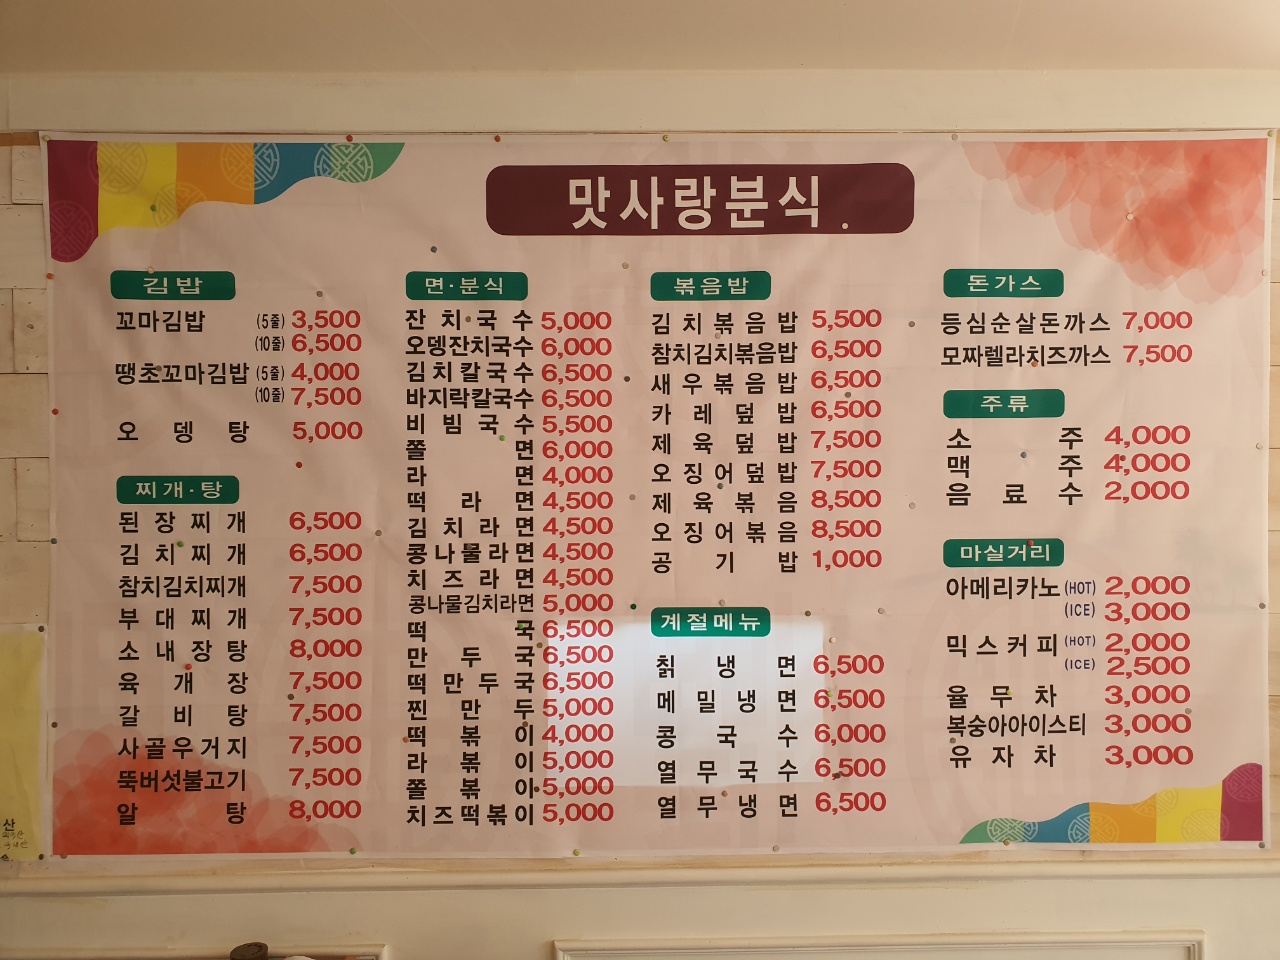 맛사랑분식
김밥
꼬마김밥 (5줄) 3,500
(10줄) 6,500
땡초꼬마김밥 (5줄) 4,000
(10줄) 7,500
오뎅탕 5,000
찌개·탕
된장찌개 6,500
김치찌개 6,500
참치김치찌개 7,500
부대찌개 7,500
소내장탕 8,000
육개장 7,500
갈비탕 7,500
사골우거지 7,500
뚝버섯불고기 7,500
알탕 8,000
면·분식
잔치국수 5,000
오뎅잔치국수 6,000
김치칼국수 6,500
바지락칼국수 6,500
비빔국수 5,500
쫄면 6,000
라면 4,000
떡라면 4,500
김치라면 4,500
콩나물라면 4,500
치즈라면 4,500
콩나물김치라면 5,000
떡국 6,500
만두국 6,500
떡만두국 6,500
찐만두 5,000
떡볶이 4,000
라볶이 5,000
쫄볶이 5,000
치즈떡볶이 5,000
볶음밥
김치볶음밥 5,500
참치김치볶음밥 6,500
새우볶음밥 6,500
카레덮밥 6,500
제육덮밥 7,500
오징어덮밥 7,500
제육볶음 8,500
오징어볶음 8,500
공기밥 1,000
계절메뉴
칡냉면 6,500
메밀냉면 6,500
콩국수 6,000
열무국수 6,500
열무냉면 6,500
돈가스
등심순살돈까스 7,000
모짜렐라치즈까스 7,500
주류
소주 4,000
맥주 4,000
음료수 2,000
마실거리
아메리카노 (HOT) 2,000
(ICE) 3,000
믹스커피 (HOT) 2,000
(ICE) 2,500
율무차 3,000
복숭아아이스티 3,000
유자차 3,000
산